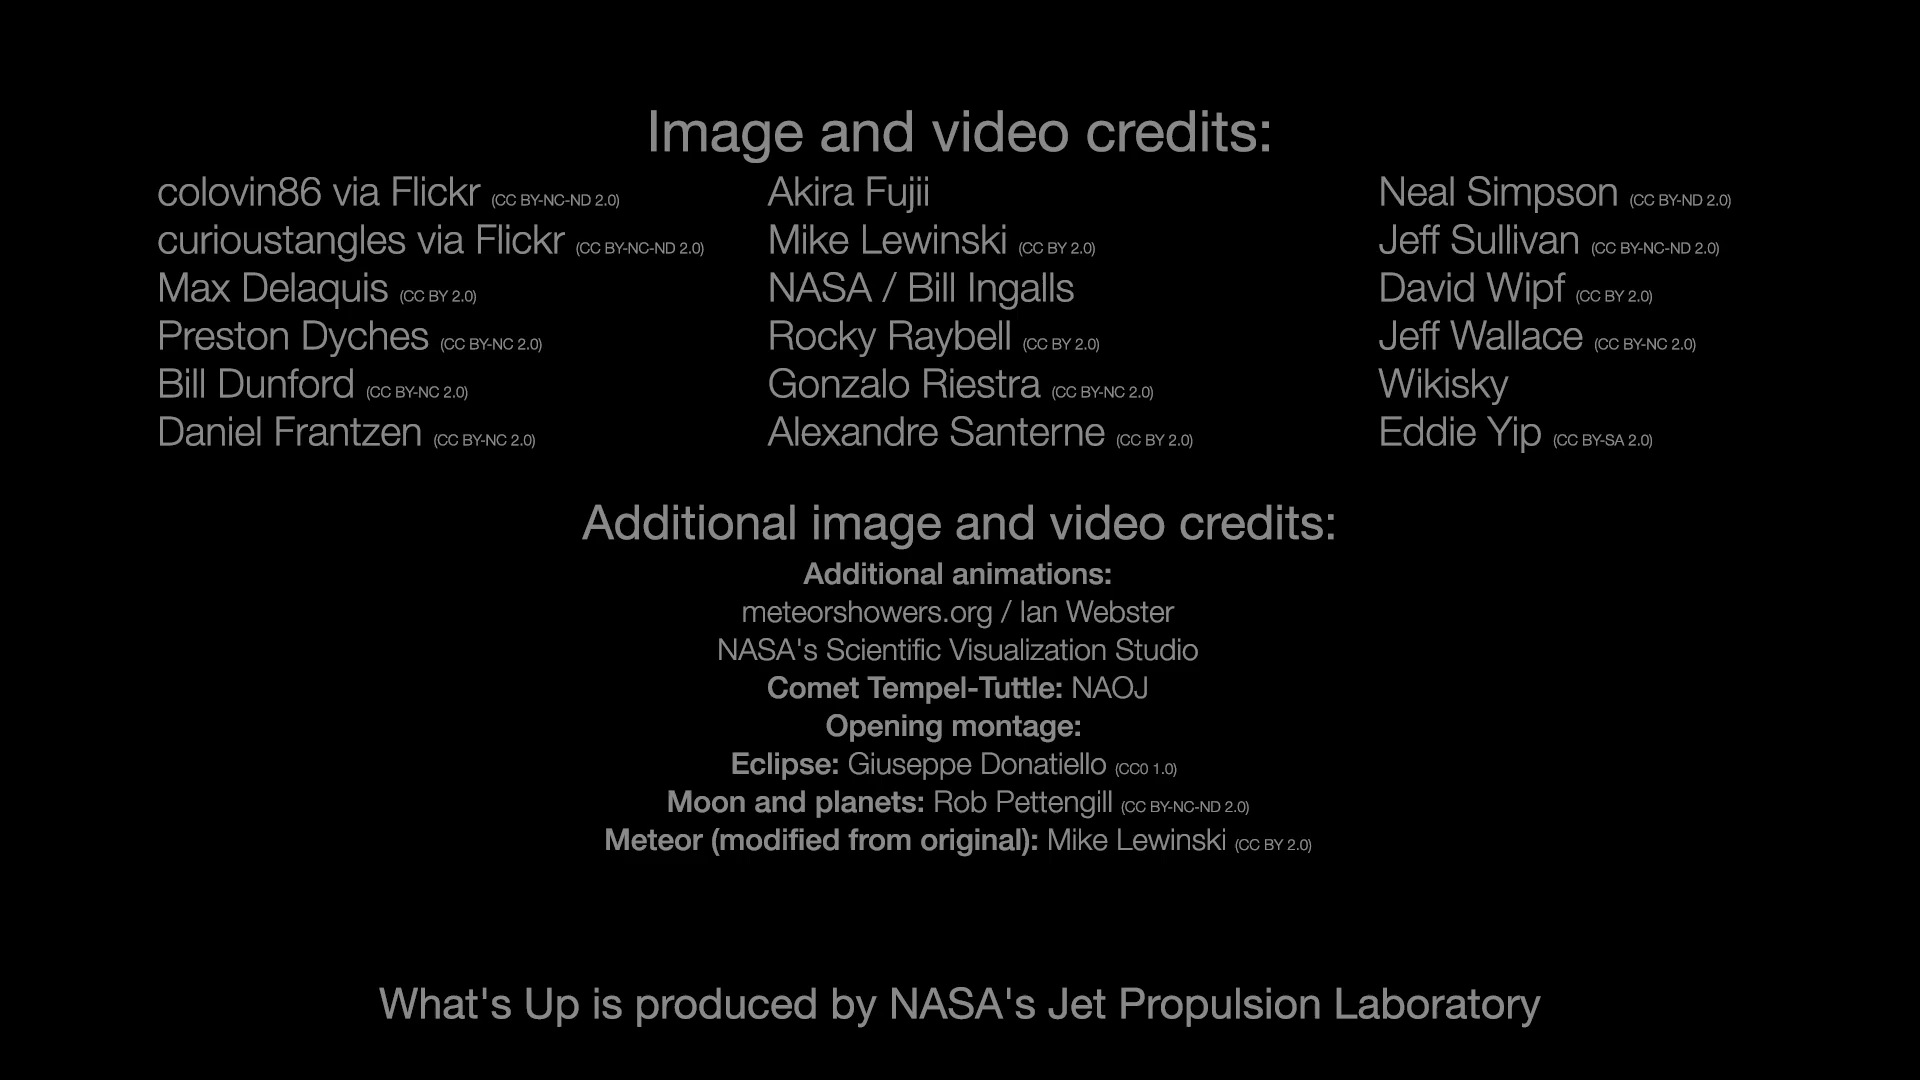 Image and video credits:
colovin86 via Flickr (CC BY-NC-ND 2.0)
curioustangles via Flickr (CC BY-NC-ND 2.0)
Max Delaquis (CC BY 2.0)
Preston Dyches (CC BY-NC 2.0)
Bill Dunford (CC BY-NC 2.0)
Daniel Frantzen (CC BY-NC 2.0)
Akira Fujii
Mike Lewinski (CC BY 2.0)
NASA / Bill Ingalls
Rocky Raybell (CC BY 2.0)
Gonzalo Riestra (CC BY-NC 2.0)
Alexandre Santerne (CC BY 2.0)
Neal Simpson (CC BY-ND 2.0)
Jeff Sullivan (CC BY-NC-ND 2.0)
David Wipf (CC BY 2.0)
Jeff Wallace (CC BY-NC 2.0)
Wikisky
Eddie Yip (CC BY-SA 2.0)
Additional image and video credits:
Additional animations:
meteorshowers.org / Ian Webster
NASA's Scientific Visualization Studio
Comet Tempel-Tuttle: NAOJ
Opening montage:
Eclipse: Giuseppe Donatiello (CC0 1.0)
Moon and planets: Rob Pettengill (CC BY-NC-ND 2.0)
Meteor (modified from original): Mike Lewinski (CC BY 2.0)
What's Up is produced by NASA's Jet Propulsion Laboratory